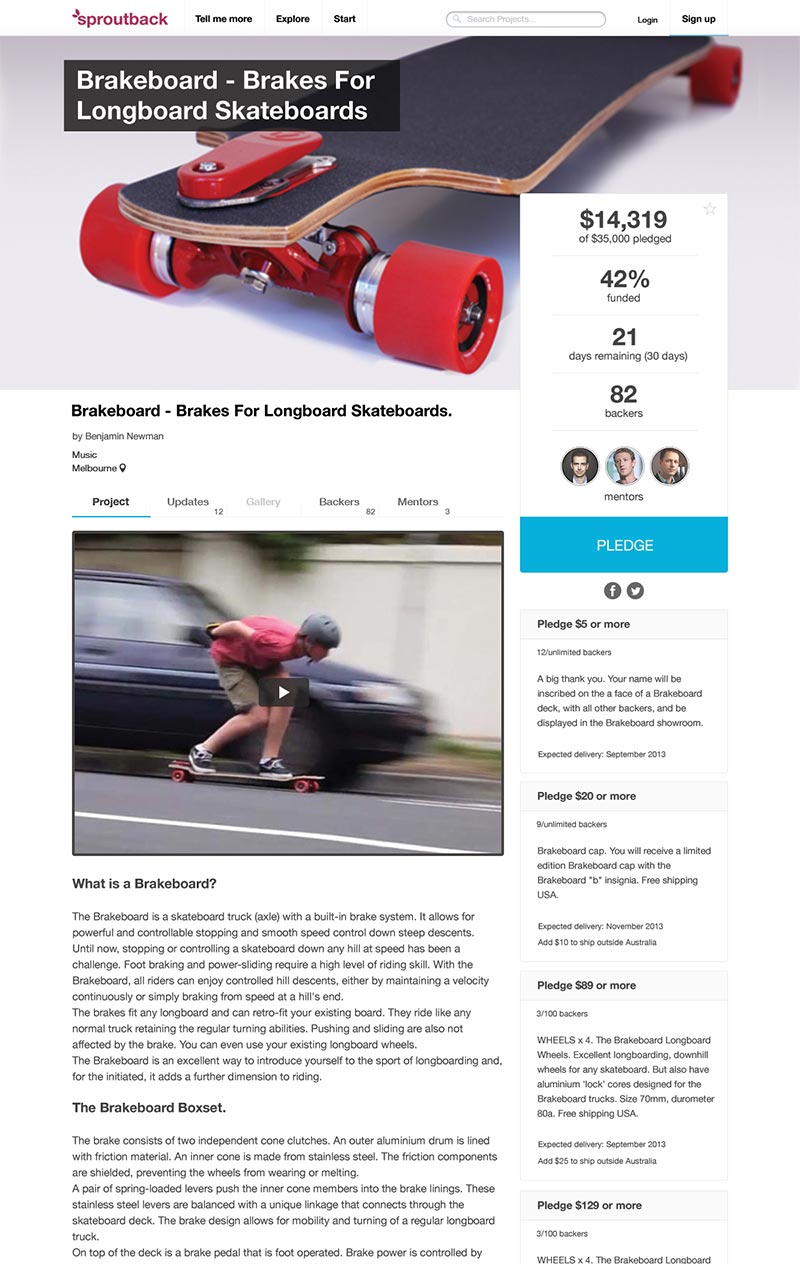 sproutback
Tell me more
Explore
Start
Search Projects...
Login
Sign up
Brakeboard - Brakes For
Longboard Skateboards
$14,319
of $35,000 pledged
42%
funded
21
days remaining (30 days)
82
backers
mentors
PLEDGE
Brakeboard - Brakes For Longboard Skateboards.
by Benjamin Newman
Music
Melbourne
Project
Updates
12
Gallery
Backers
82
Mentors
3
What is a Brakeboard?
The Brakeboard is a skateboard truck (axle) with a built-in brake system. It allows for
powerful and controllable stopping and smooth speed control down steep descents.
Until now, stopping or controlling a skateboard down any hill at speed has been a
challenge. Foot braking and power-sliding require a high level of riding skill. With the
Brakeboard, all riders can enjoy controlled hill descents, either by maintaining a velocity
continuously or simply braking from speed at a hill's end.
The brakes fit any longboard and can retro-fit your existing board. They ride like any
normal truck retaining the regular turning abilities. Pushing and sliding are also not
affected by the brake. You can even use your existing longboard wheels.
The Brakeboard is an excellent way to introduce yourself to the sport of longboarding and,
for the initiated, it adds a further dimension to riding.
The Brakeboard Boxset.
The brake consists of two independent cone clutches. An outer aluminium drum is lined
with friction material. An inner cone is made from stainless steel. The friction components
are shielded, preventing the wheels from wearing or melting.
A pair of spring-loaded levers push the inner cone members into the brake linings. These
stainless steel levers are balanced with a unique linkage that connects through the
skateboard deck. The brake design allows for mobility and turning of a regular longboard
truck.
On top of the deck is a brake pedal that is foot operated. Brake power is controlled by
Pledge $5 or more
12/unlimited backers
A big thank you. Your name will be
inscribed on the a face of a Brakeboard
deck, with all other backers, and be
displayed in the Brakeboard showroom.
Expected delivery: September 2013
Pledge $20 or more
9/unlimited backers
Brakeboard cap. You will receive a limited
edition Brakeboard cap with the
Brakeboard "b" insignia. Free shipping
USA.
Expected delivery: November 2013
Add $10 to ship outside Australia
Pledge $89 or more
3/100 backers
WHEELS x 4. The Brakeboard Longboard
Wheels. Excellent longboarding, downhill
wheels for any skateboard. But also have
aluminium 'lock' cores designed for the
Brakeboard trucks. Size 70mm, durometer
80a. Free shipping USA.
Expected delivery: September 2013
Add $25 to ship outside Australia
Pledge $129 or more
3/100 backers
WHEELS x 4. The Brakeboard Longboard